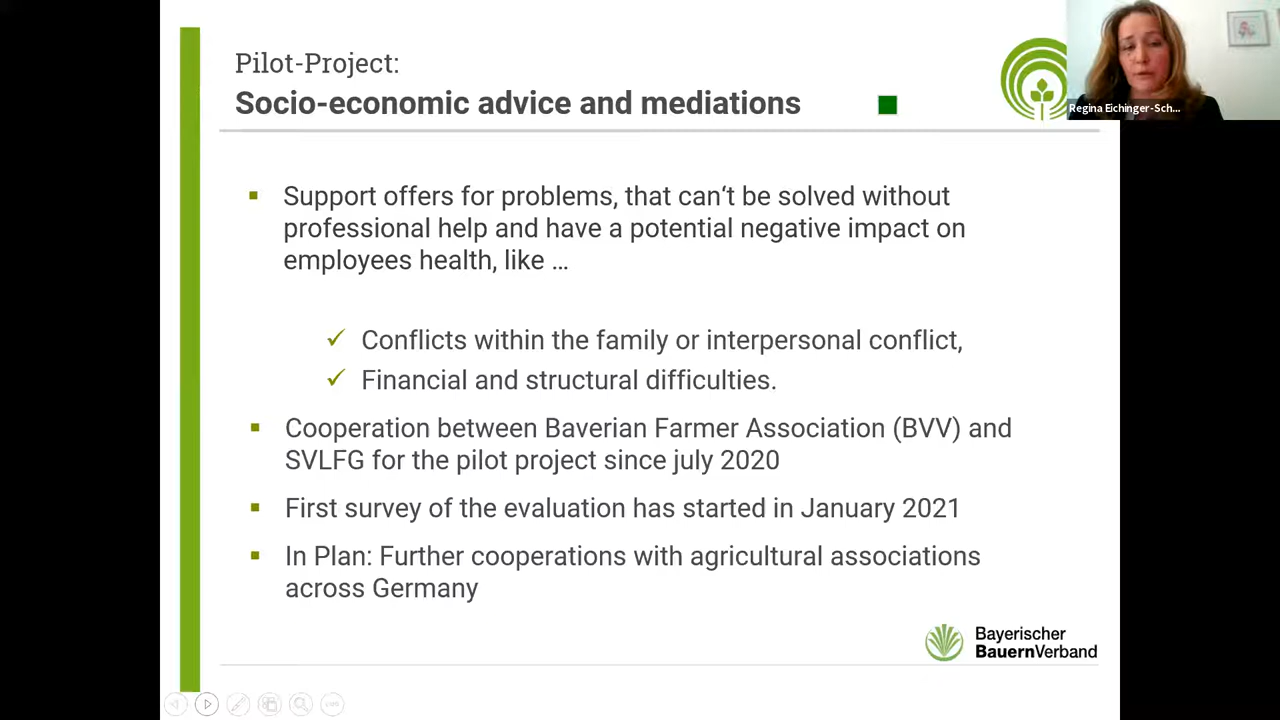 Pilot-Project:
Socio-economic advice and mediations
Regina Eichinger-Sch...
Support offers for problems, that can‘t be solved without
professional help and have a potential negative impact on
employees health, like …
Conflicts within the family or interpersonal conflict,
Financial and structural difficulties.
Cooperation between Baverian Farmer Association (BVV) and
SVLFG for the pilot project since july 2020
First survey of the evaluation has started in January 2021
In Plan: Further cooperations with agricultural associations
across Germany
Bayerischer
BauernVerband